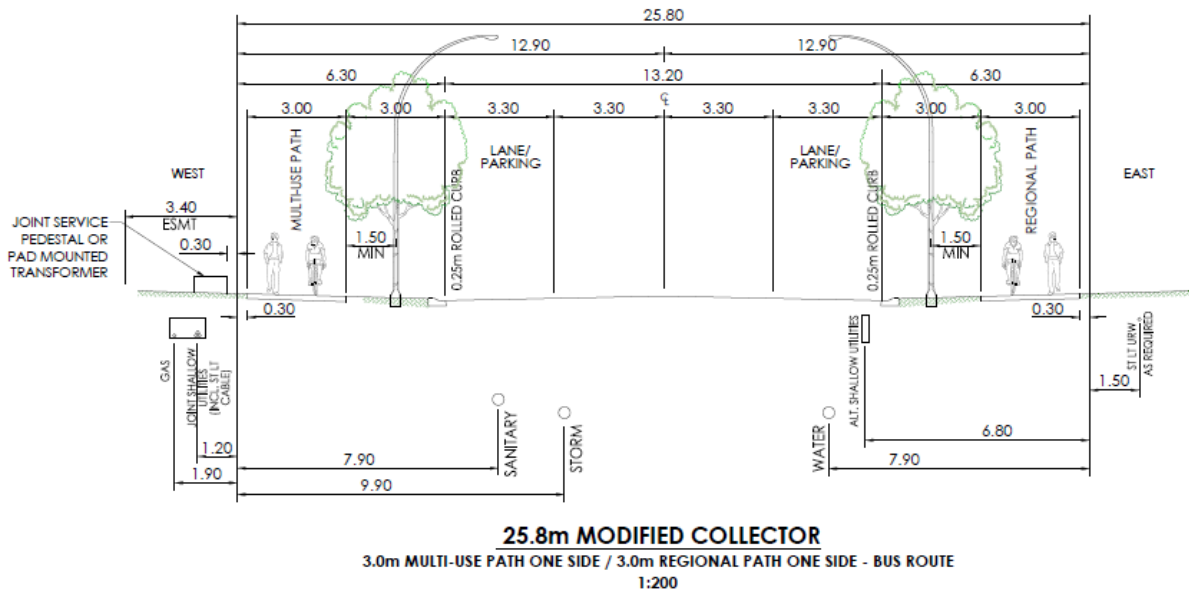 25.80
12.90
12.90
6.30
13.20
6.30
℄
3.00
3.00
3.30
3.30
3.30
3.30
3.00
3.00
MULTI-USE PATH
LANE/
PARKING
LANE/
PARKING
REGIONAL PATH
WEST
EAST
3.40
ESMT
JOINT SERVICE
PEDESTAL OR
PAD MOUNTED
TRANSFORMER
0.30
1.50
MIN
0.25m ROLLED CURB
0.25m ROLLED CURB
1.50
MIN
0.30
0.30
GAS
JOINT SHALLOW
UTILITIES
(INCL. ST LT
CABLE)
ALT. SHALLOW UTILITIES
ST LT URW
AS REQUIRED
1.50
SANITARY
STORM
WATER
6.80
1.20
7.90
7.90
1.90
9.90
25.8m MODIFIED COLLECTOR
3.0m MULTI-USE PATH ONE SIDE / 3.0m REGIONAL PATH ONE SIDE - BUS ROUTE
1:200